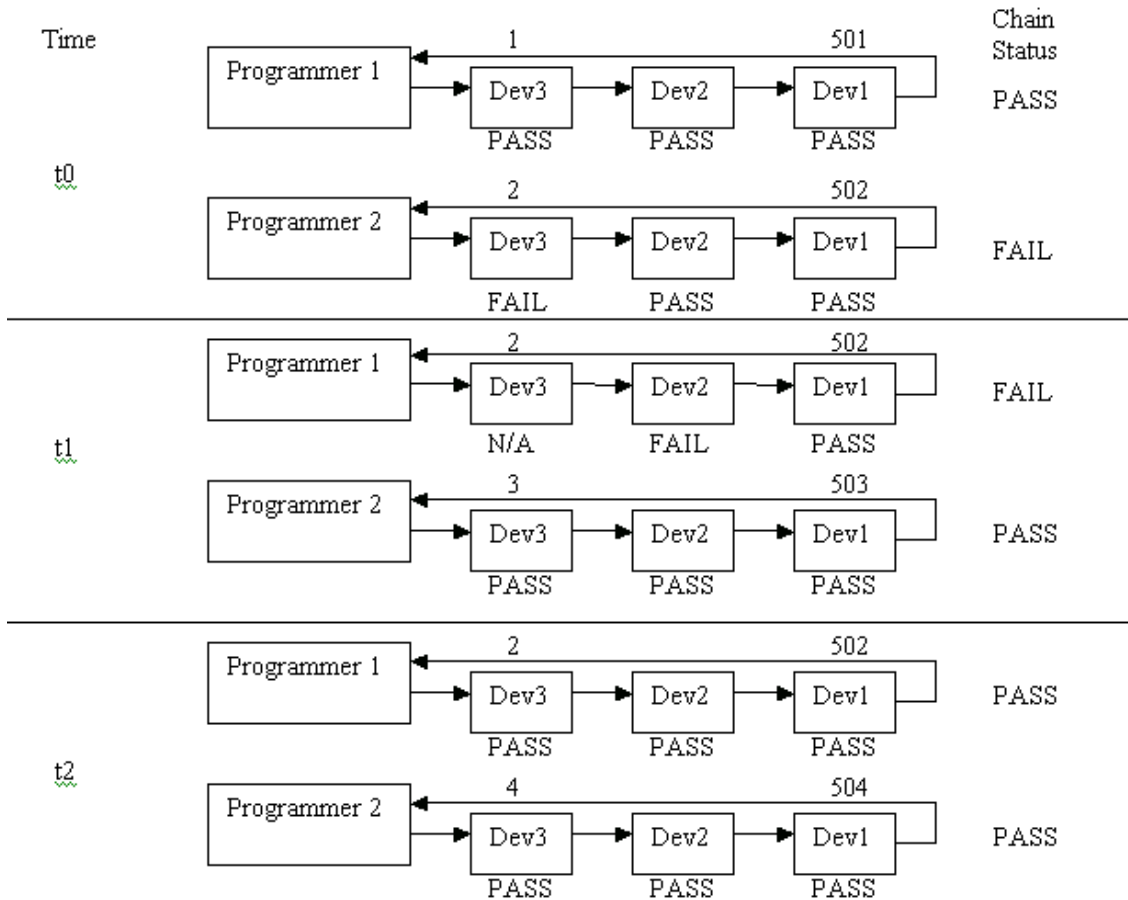 Time
Chain
Status
1 501
Programmer 1
Dev3 Dev2 Dev1
PASS
PASS PASS PASS
t0
2 502
Programmer 2
Dev3 Dev2 Dev1
FAIL
FAIL PASS PASS
2 502
Programmer 1
Dev3 Dev2 Dev1
FAIL
N/A FAIL PASS
t1
3 503
Programmer 2
Dev3 Dev2 Dev1
PASS
PASS PASS PASS
2 502
Programmer 1
Dev3 Dev2 Dev1
PASS
PASS PASS PASS
t2
4 504
Programmer 2
Dev3 Dev2 Dev1
PASS
PASS PASS PASS